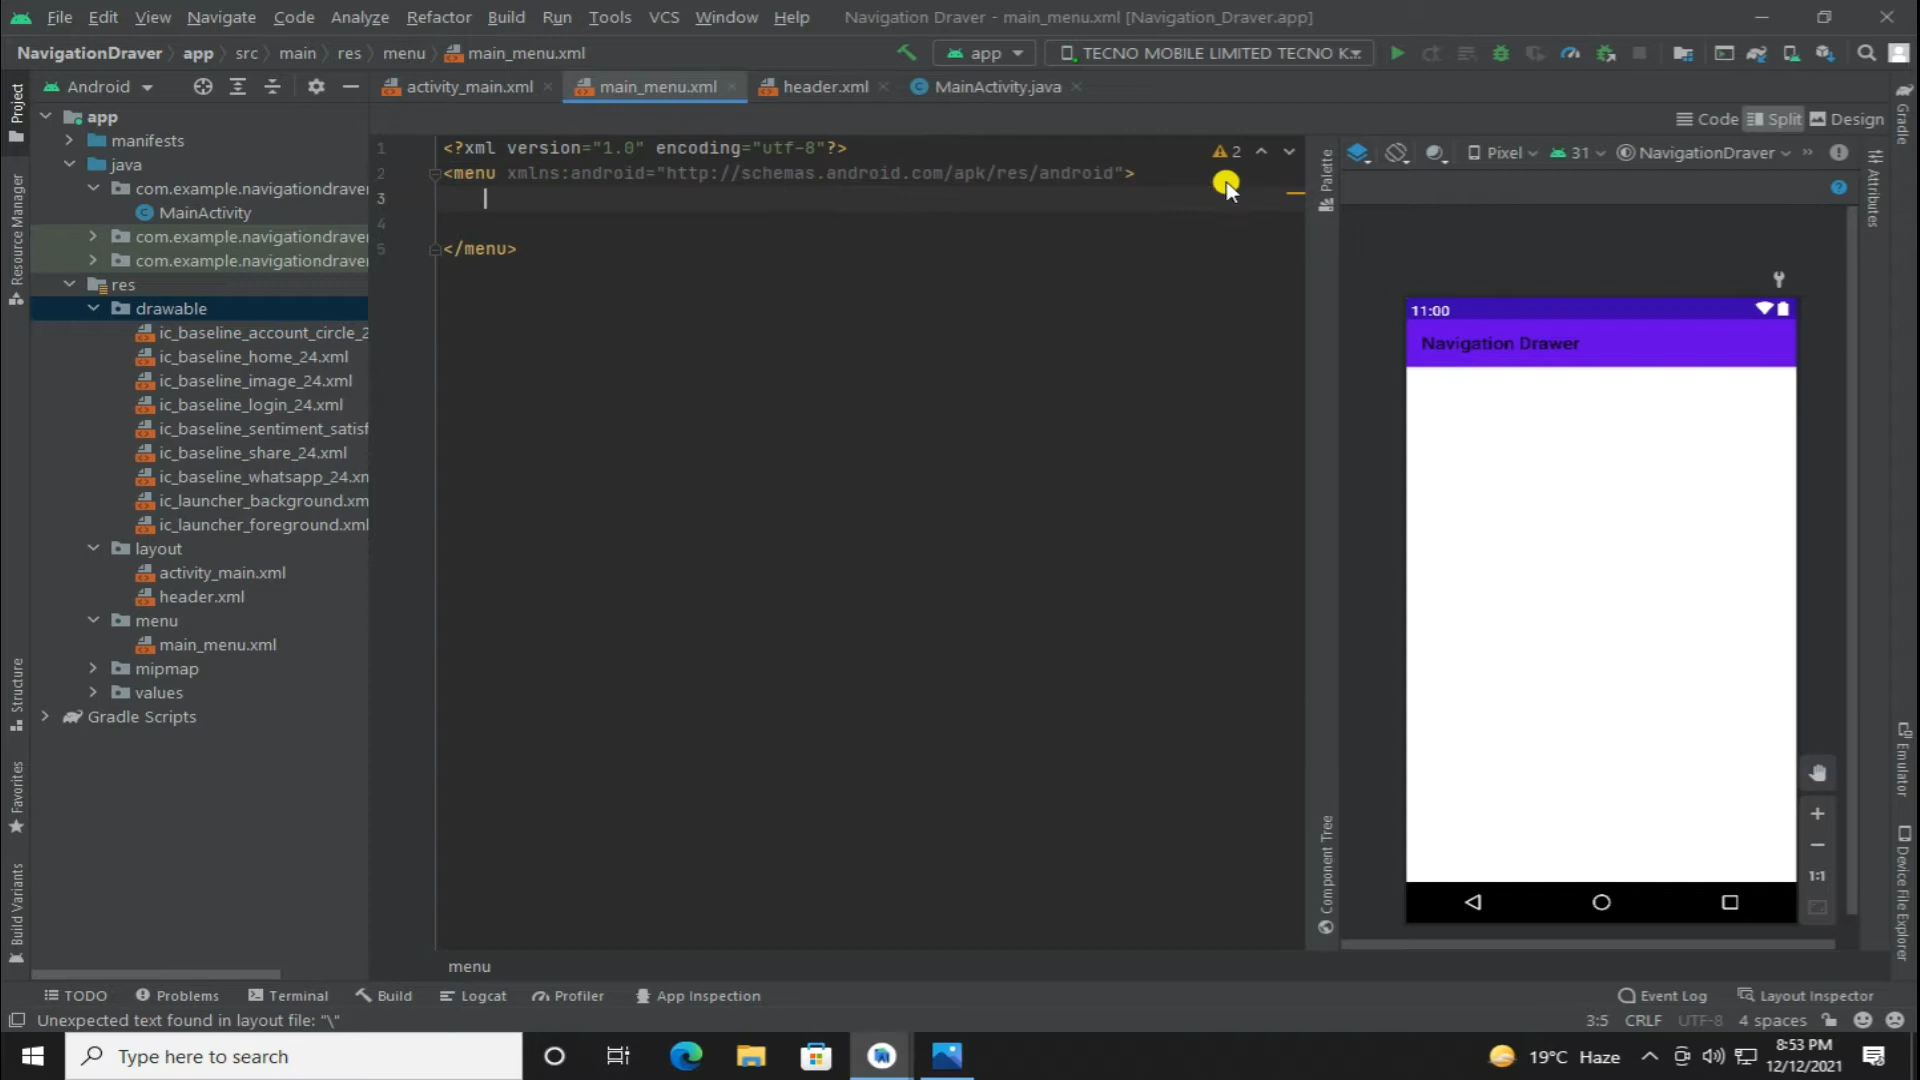 File Edit View Navigate Code Analyze Refactor Build Run Tools VCS Window Help Navigation Draver - main_menu.xml [Navigation_Draver.app]
NavigationDraver app src main res menu main_menu.xml app TECNO MOBILE LIMITED TECNO K
Android activity_main.xml main_menu.xml header.xml MainActivity.java
Code Split Design
Project
Resource Manager
Structure
Favorites
Build Variants
app
manifests
java
com.example.navigationdraver
MainActivity
com.example.navigationdraver
com.example.navigationdraver
res
drawable
ic_baseline_account_circle_2
ic_baseline_home_24.xml
ic_baseline_image_24.xml
ic_baseline_login_24.xml
ic_baseline_sentiment_satisf
ic_baseline_share_24.xml
ic_baseline_whatsapp_24.xm
ic_launcher_background.xm
ic_launcher_foreground.xml
layout
activity_main.xml
header.xml
menu
main_menu.xml
mipmap
values
Gradle Scripts
1 <?xml version="1.0" encoding="utf-8"?>
2 <menu xmlns:android="http://schemas.android.com/apk/res/android">
3
4
5 </menu>
2
menu
Palette
Component Tree
Pixel 31 NavigationDraver »
11:00
Navigation Drawer
1:1
Gradle
Attributes
Emulator
Device File Explorer
TODO Problems Terminal Build Logcat Profiler App Inspection Event Log Layout Inspector
Unexpected text found in layout file: "\" 3:5 CRLF UTF-8 4 spaces
Type here to search 19°C Haze 8:53 PM
12/12/2021